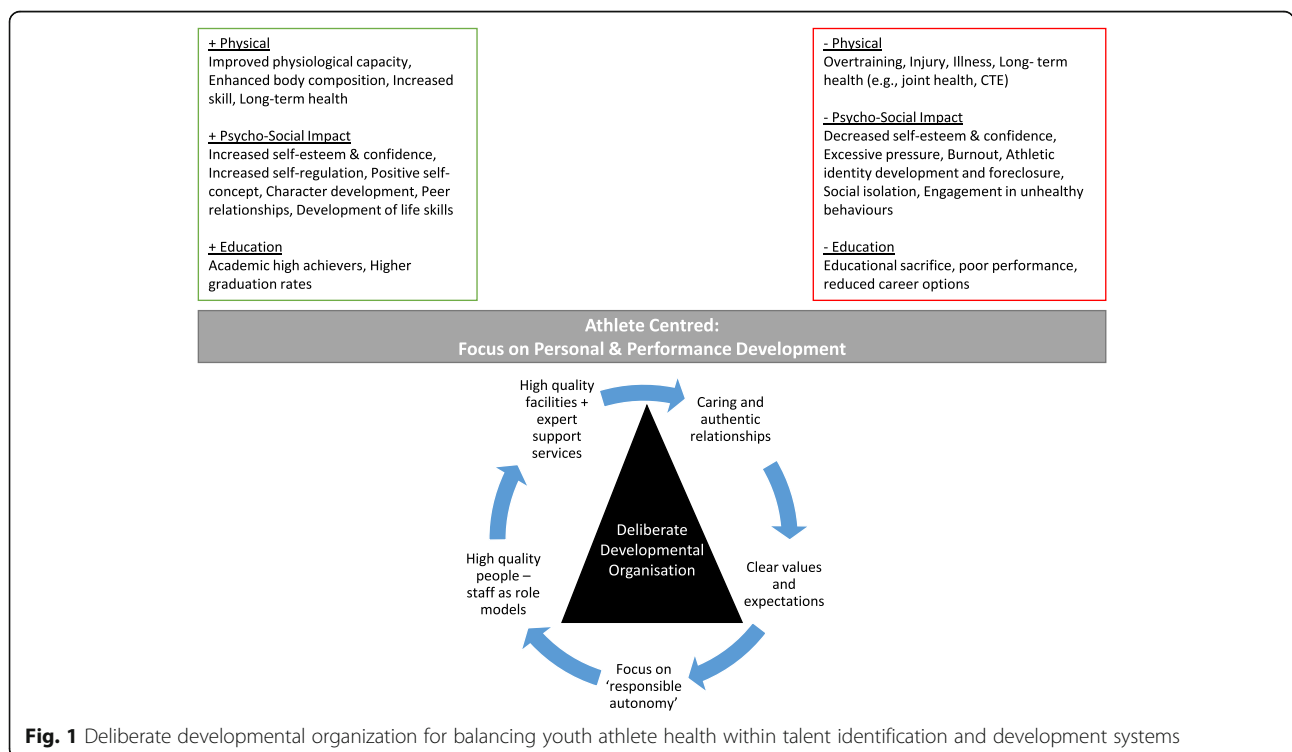 + Physical
Improved physiological capacity,
Enhanced body composition, Increased
skill, Long-term health
+ Psycho-Social Impact
Increased self-esteem & confidence,
Increased self-regulation, Positive self-
concept, Character development, Peer
relationships, Development of life skills
+ Education
Academic high achievers, Higher
graduation rates
- Physical
Overtraining, Injury, Illness, Long- term
health (e.g., joint health, CTE)
- Psycho-Social Impact
Decreased self-esteem & confidence,
Excessive pressure, Burnout, Athletic
identity development and foreclosure,
Social isolation, Engagement in unhealthy
behaviours
- Education
Educational sacrifice, poor performance,
reduced career options
Athlete Centred:
Focus on Personal & Performance Development
High quality
facilities +
expert
support
services
Caring and
authentic
relationships
Deliberate
Developmental
Organisation
High quality
people –
staff as role
models
Clear values
and
expectations
Focus on
‘responsible
autonomy’
Fig. 1 Deliberate developmental organization for balancing youth athlete health within talent identification and development systems